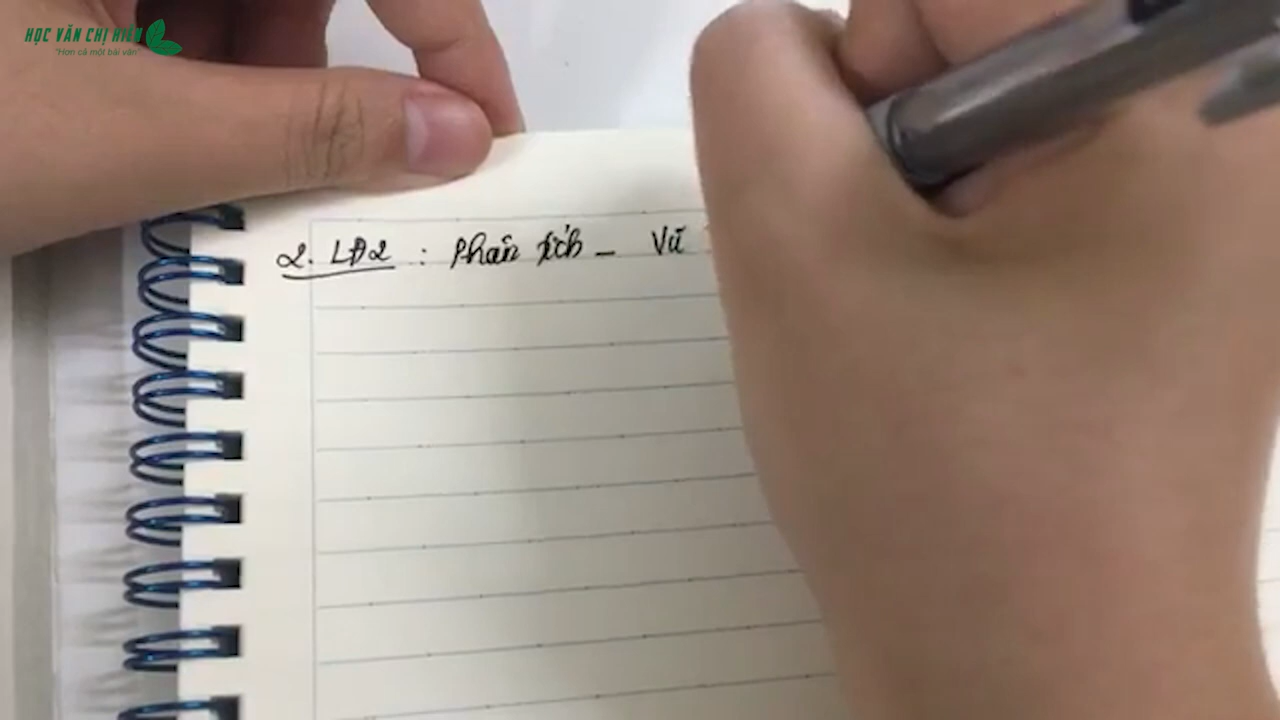 HỌC VĂN CHỊ HIÊN
"Hơn cả một bài văn"
2. LĐ2 : Phân tích - Vũ